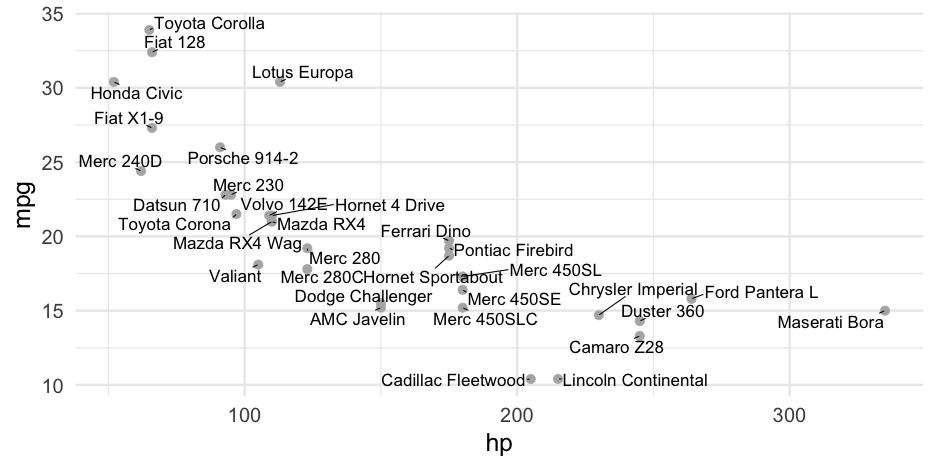 35
Toyota Corolla
Fiat 128
30
Lotus Europa
Honda Civic
Fiat X1-9
25
Merc 240D
Porsche 914-2
Merc 230
Datsun 710
Volvo 142E
Hornet 4 Drive
Toyota Corona
Mazda RX4
20
Mazda RX4 Wag
Ferrari Dino
Pontiac Firebird
Merc 280
Valiant
Merc 280C
Hornet Sportabout
Merc 450SL
Dodge Challenger
Merc 450SE
Chrysler Imperial
Ford Pantera L
15
AMC Javelin
Merc 450SLC
Duster 360
Maserati Bora
Camaro Z28
10
Cadillac Fleetwood
Lincoln Continental
mpg
100
200
300
hp